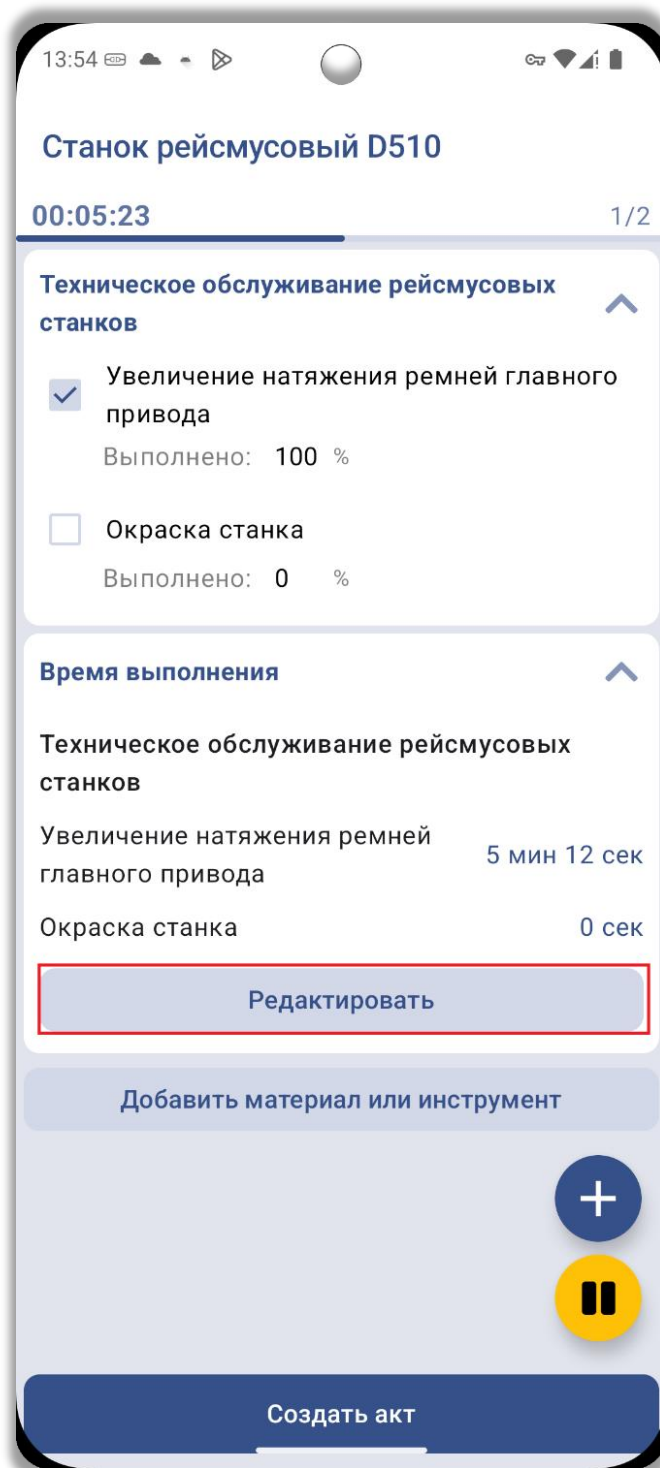 13:54
Станок рейсмусовый D510
00:05:23 1/2
Техническое обслуживание рейсмусовых
станков
Увеличение натяжения ремней главного
привода
Выполнено: 100 %
Окраска станка
Выполнено: 0 %
Время выполнения
Техническое обслуживание рейсмусовых
станков
Увеличение натяжения ремней
главного привода
5 мин 12 сек
Окраска станка 0 сек
Редактировать
Добавить материал или инструмент
Создать акт